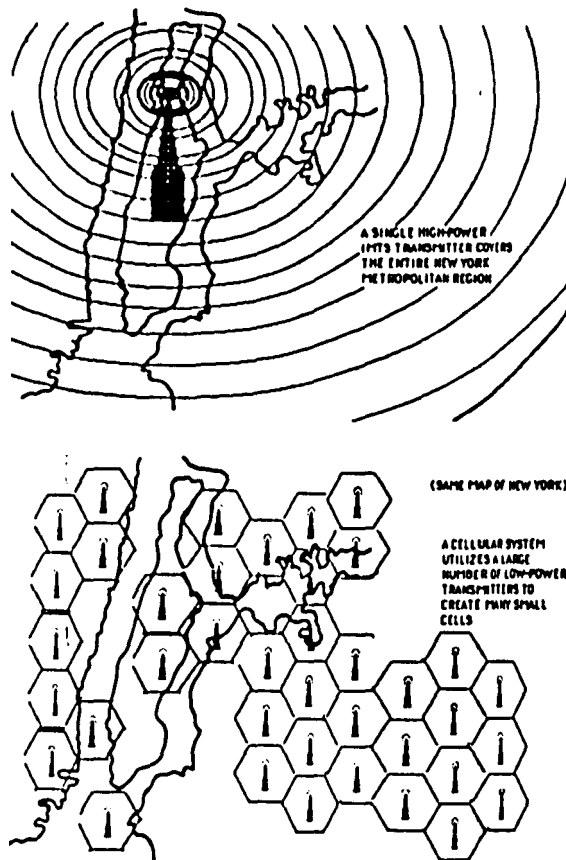 A SINGLE HIGH-POWER
IMTS TRANSMITTER COVERS
THE ENTIRE NEW YORK
METROPOLITAN REGION
(SAME MAP OF NEW YORK)
A CELLULAR SYSTEM
UTILIZES A LARGE
NUMBER OF LOW-POWER
TRANSMITTERS TO
CREATE MANY SMALL
CELLS